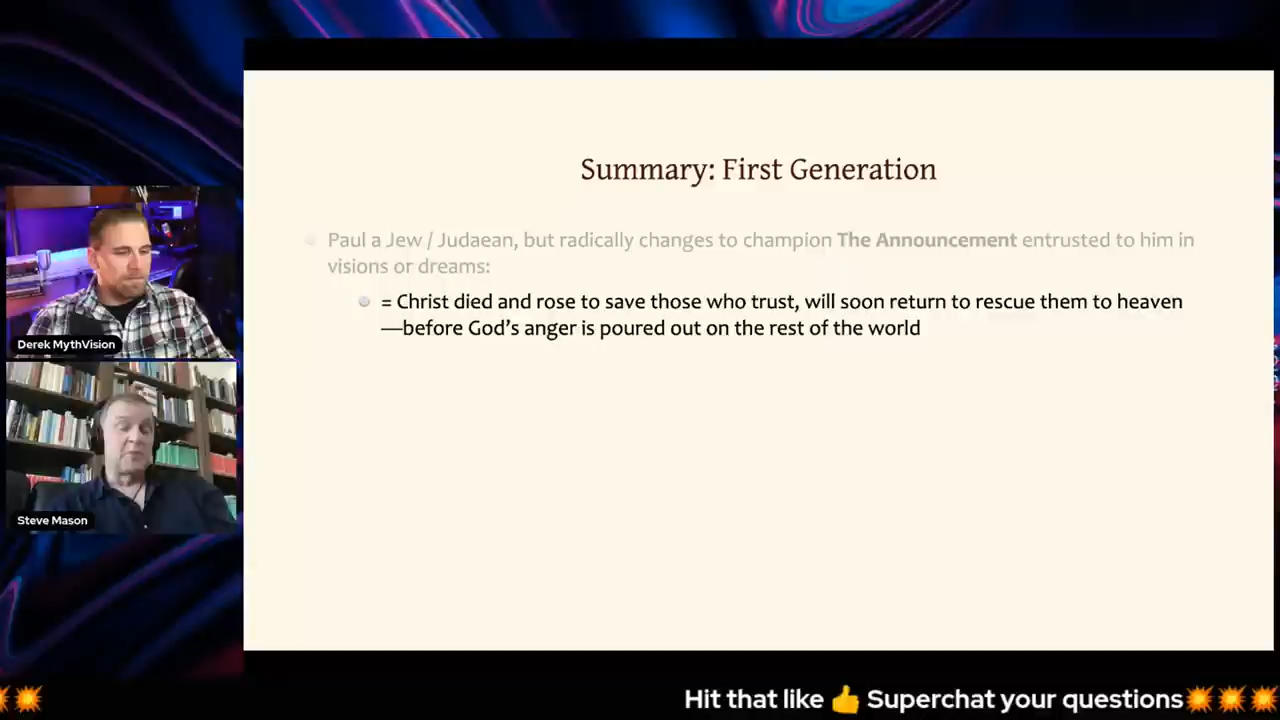 Summary: First Generation
Paul a Jew / Judaean, but radically changes to champion The Announcement entrusted to him in
visions or dreams:
= Christ died and rose to save those who trust, will soon return to rescue them to heaven
—before God’s anger is poured out on the rest of the world
Derek MythVision
Steve Mason
Hit that like 👍 Superchat your questions💥💥💥